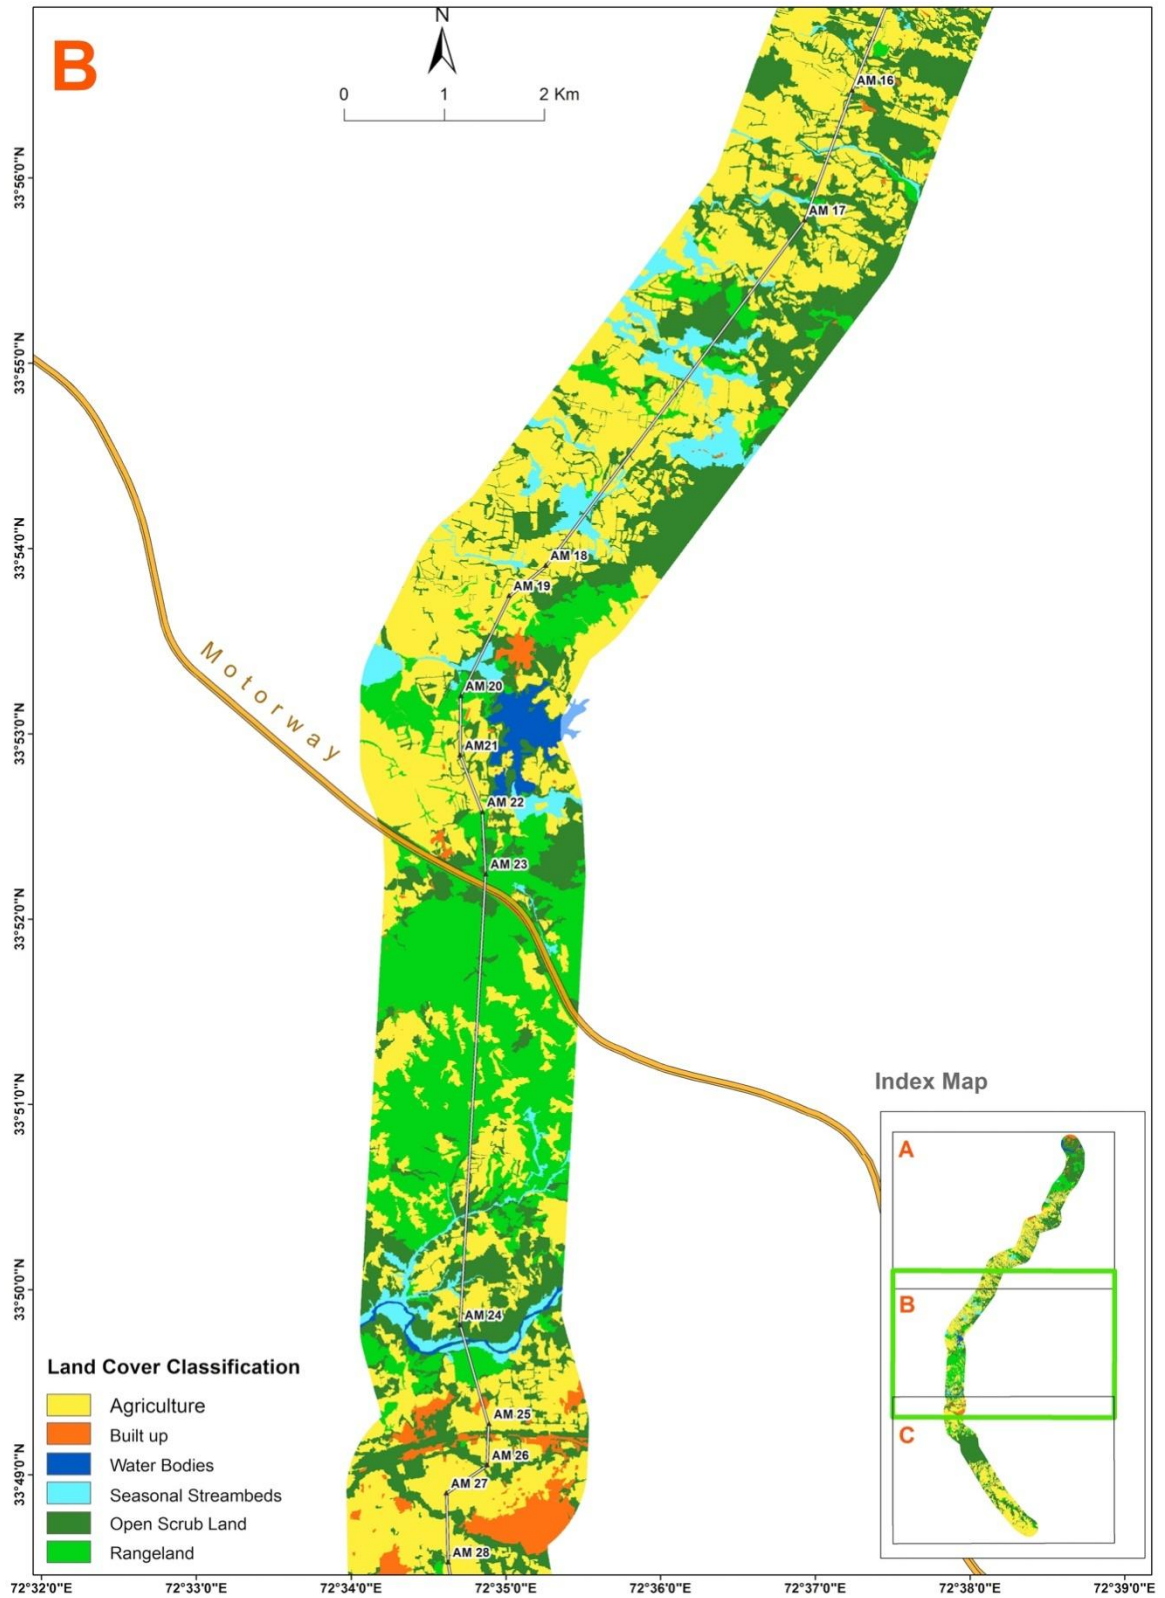 B
N
0 1 2 Km
AM 16
33°56'0"N
AM 17
33°55'0"N
33°54'0"N
AM 18
AM 19
Motorway
AM 20
33°53'0"N
AM21
AM 22
AM 23
33°52'0"N
33°51'0"N
Index Map
A
B
C
33°50'0"N
AM 24
Land Cover Classification
Agriculture
Built up
Water Bodies
Seasonal Streambeds
Open Scrub Land
Rangeland
AM 25
AM 26
33°49'0"N
AM 27
AM 28
72°32'0"E 72°33'0"E 72°34'0"E 72°35'0"E 72°36'0"E 72°37'0"E 72°38'0"E 72°39'0"E